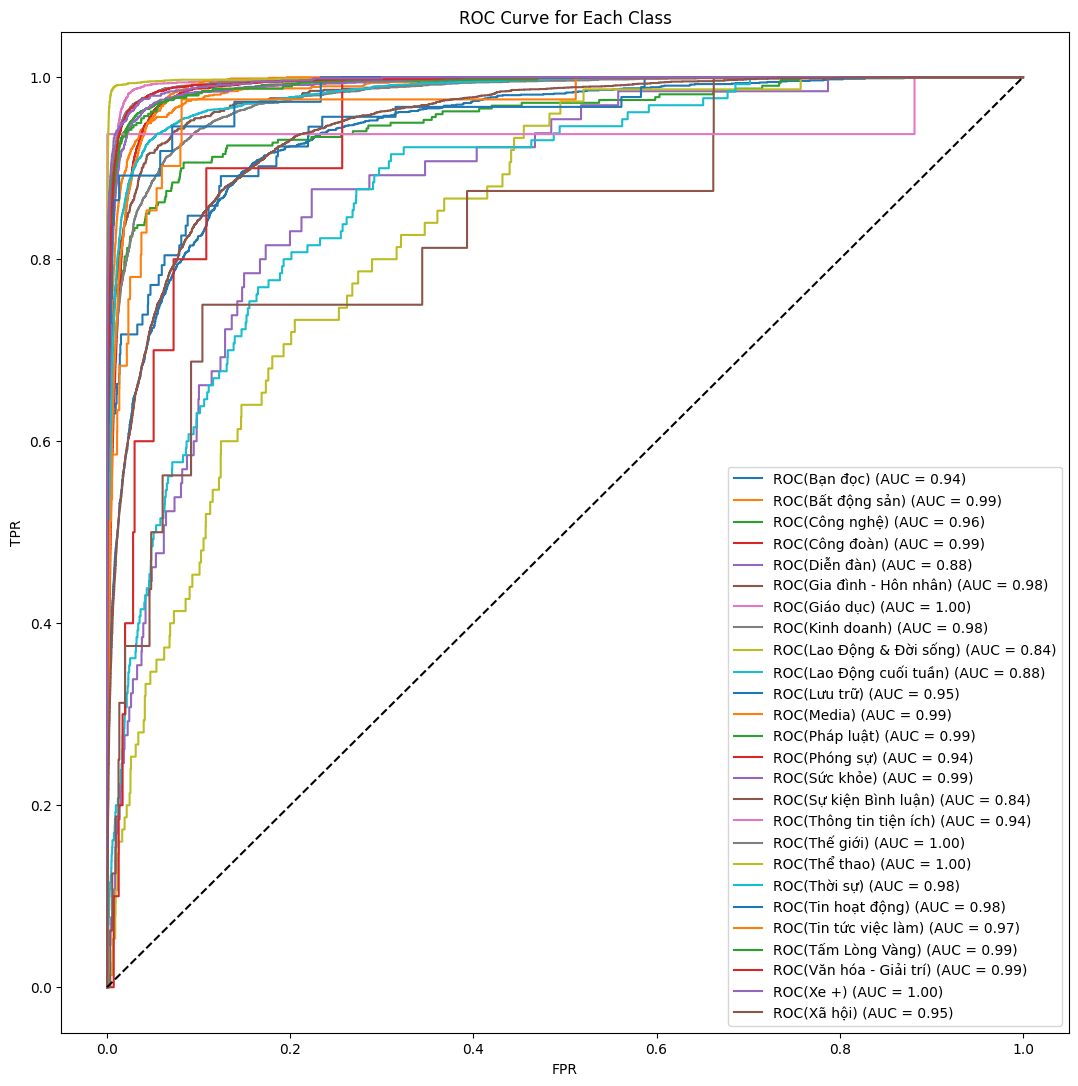 ROC Curve for Each Class
1.0
0.8
0.6
0.4
0.2
0.0
TPR
ROC(Bạn đọc) (AUC = 0.94)
ROC(Bất động sản) (AUC = 0.99)
ROC(Công nghệ) (AUC = 0.96)
ROC(Công đoàn) (AUC = 0.99)
ROC(Diễn đàn) (AUC = 0.88)
ROC(Gia đình - Hôn nhân) (AUC = 0.98)
ROC(Giáo dục) (AUC = 1.00)
ROC(Kinh doanh) (AUC = 0.98)
ROC(Lao Động & Đời sống) (AUC = 0.84)
ROC(Lao Động cuối tuần) (AUC = 0.88)
ROC(Lưu trữ) (AUC = 0.95)
ROC(Media) (AUC = 0.99)
ROC(Pháp luật) (AUC = 0.99)
ROC(Phóng sự) (AUC = 0.94)
ROC(Sức khỏe) (AUC = 0.99)
ROC(Sự kiện Bình luận) (AUC = 0.84)
ROC(Thông tin tiện ích) (AUC = 0.94)
ROC(Thế giới) (AUC = 1.00)
ROC(Thể thao) (AUC = 1.00)
ROC(Thời sự) (AUC = 0.98)
ROC(Tin hoạt động) (AUC = 0.98)
ROC(Tin tức việc làm) (AUC = 0.97)
ROC(Tấm Lòng Vàng) (AUC = 0.99)
ROC(Văn hóa - Giải trí) (AUC = 0.99)
ROC(Xe +) (AUC = 1.00)
ROC(Xã hội) (AUC = 0.95)
0.0 0.2 0.4 0.6 0.8 1.0
FPR